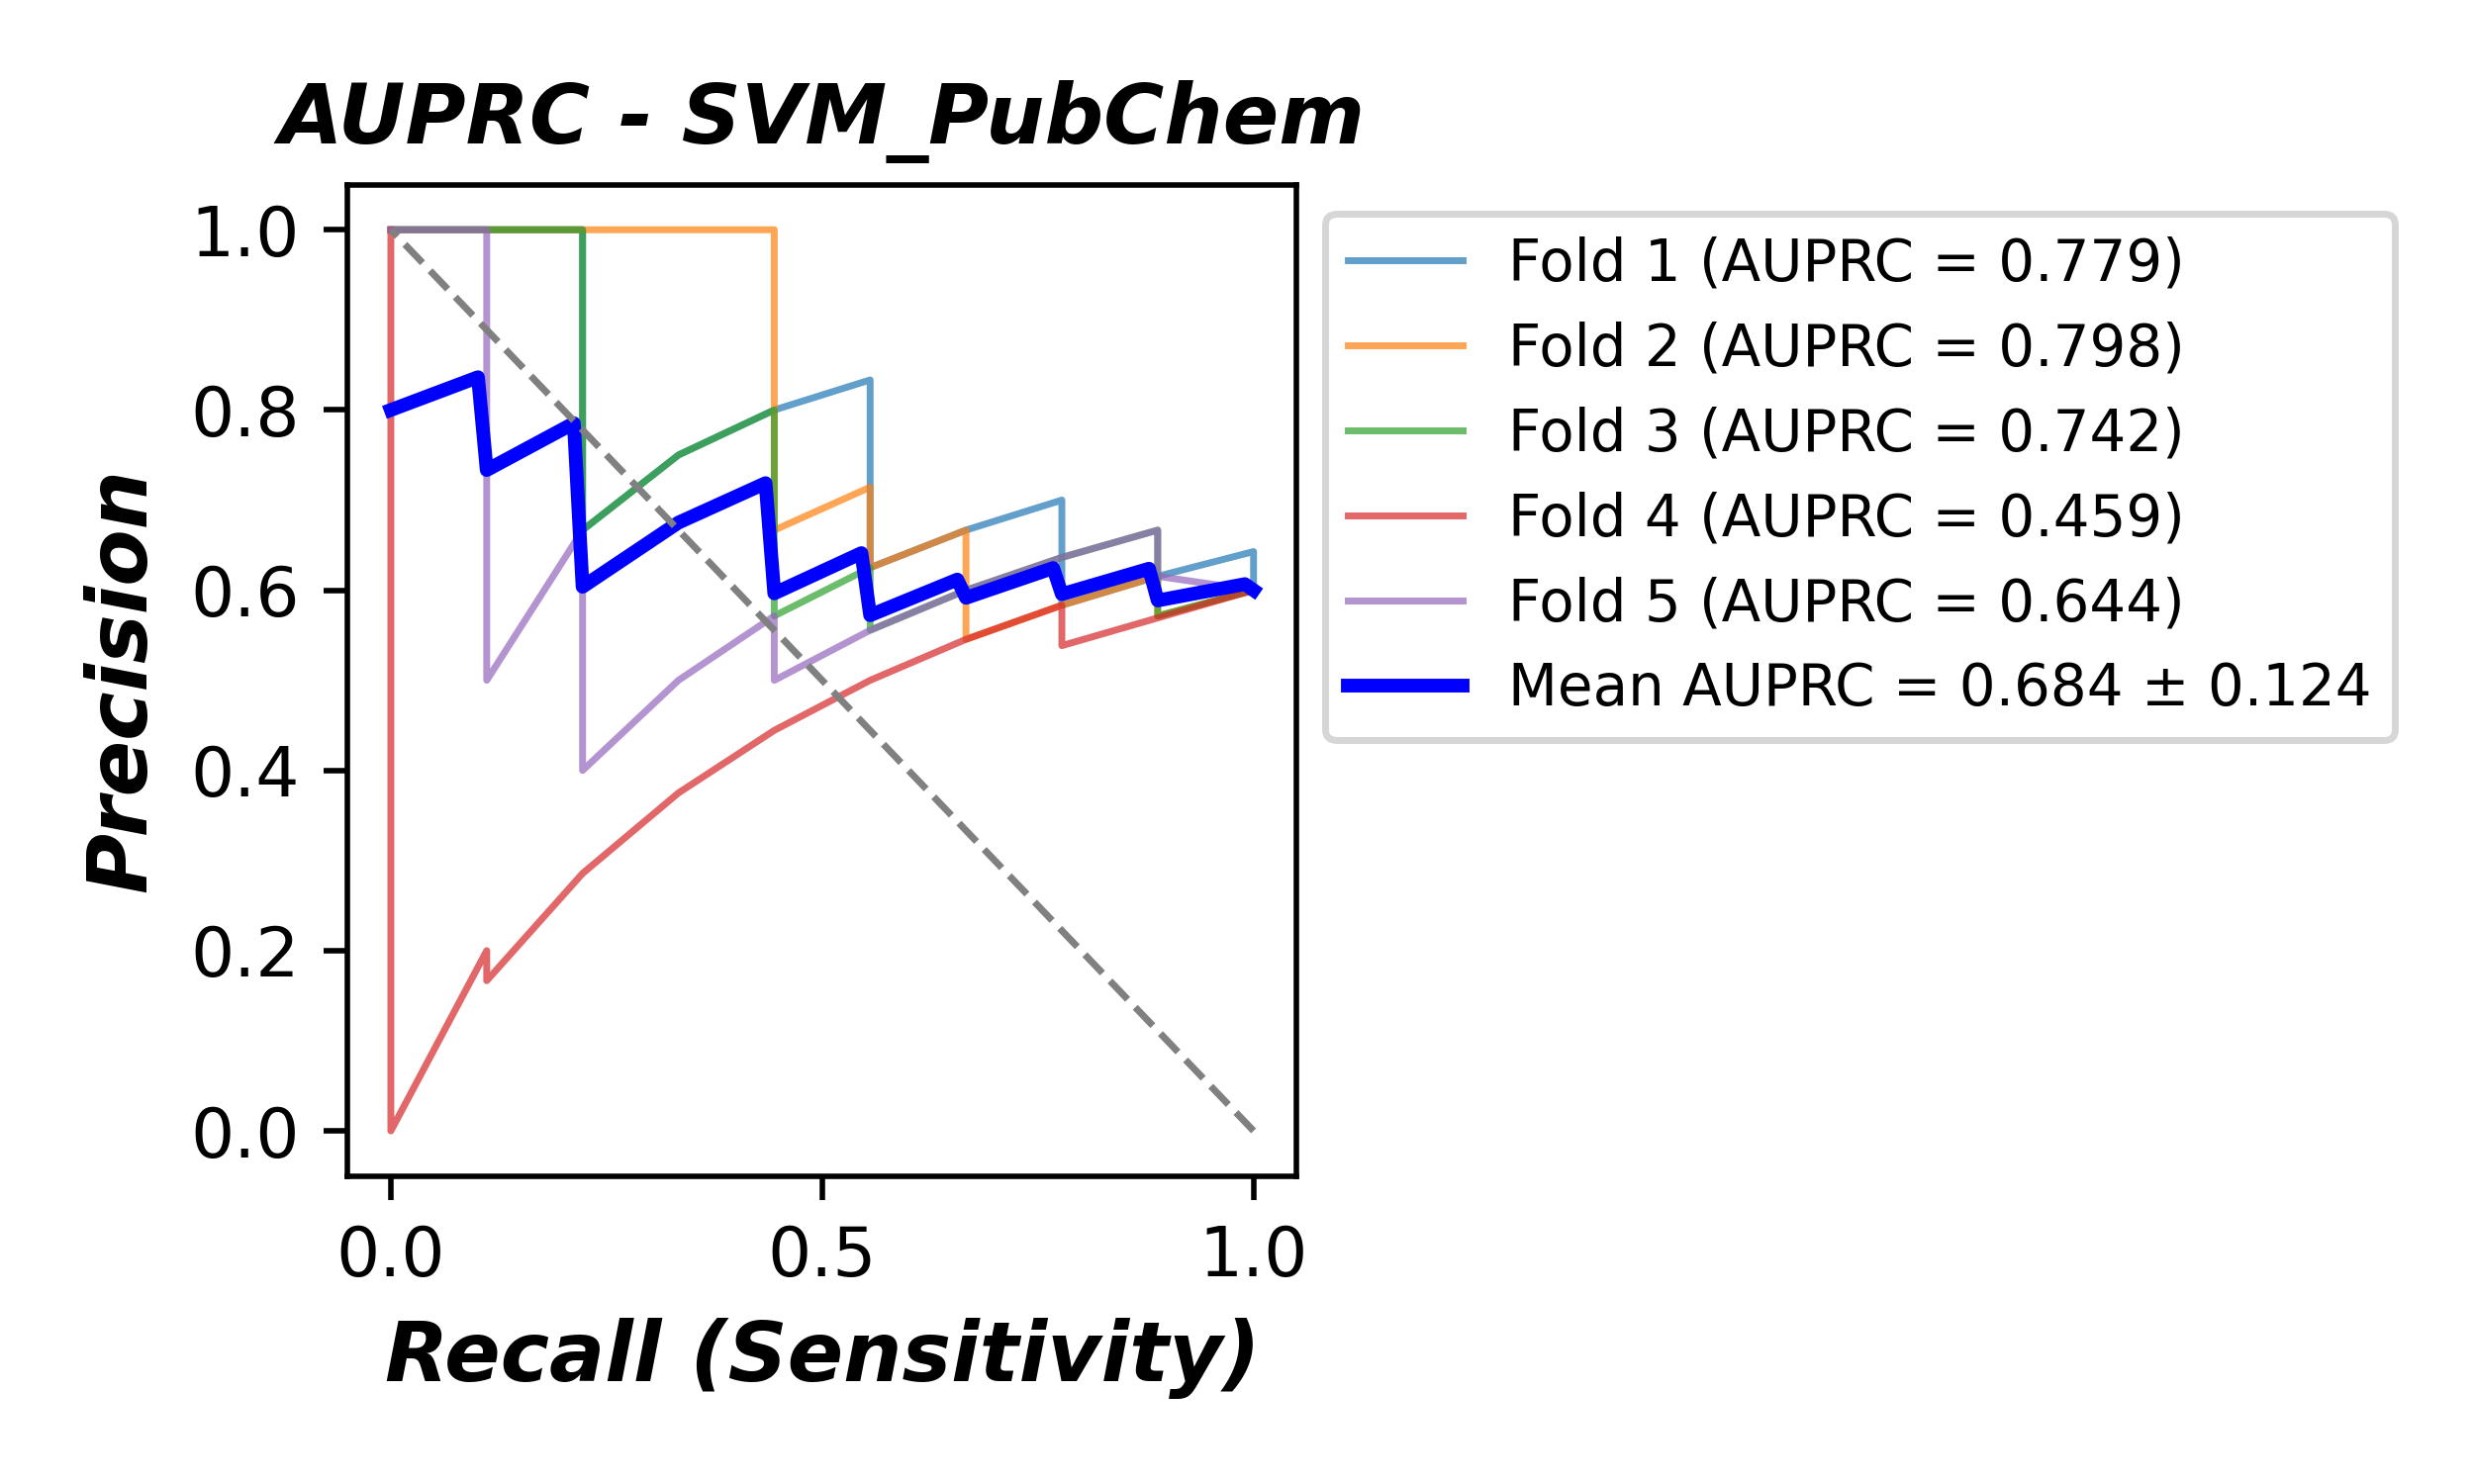 AUPRC - SVM_PubChem
Precision
1.0
0.8
0.6
0.4
0.2
0.0
0.0 0.5 1.0
Recall (Sensitivity)
Fold 1 (AUPRC = 0.779)
Fold 2 (AUPRC = 0.798)
Fold 3 (AUPRC = 0.742)
Fold 4 (AUPRC = 0.459)
Fold 5 (AUPRC = 0.644)
Mean AUPRC = 0.684 ± 0.124